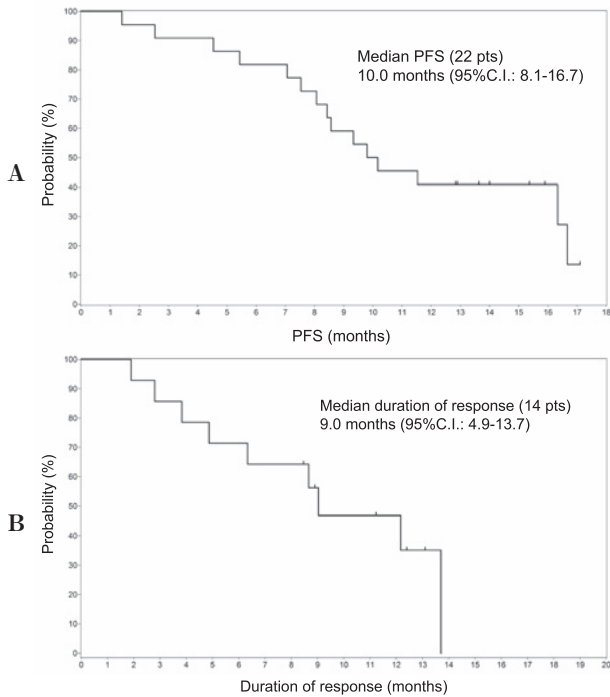 A
Probability (%)
100
90
80
70
60
50
40
30
20
10
0
Median PFS (22 pts)
10.0 months (95%C.I.: 8.1-16.7)
0 1 2 3 4 5 6 7 8 9 10 11 12 13 14 15 16 17 18
PFS (months)
B
Probability (%)
100
90
80
70
60
50
40
30
20
10
0
Median duration of response (14 pts)
9.0 months (95%C.I.: 4.9-13.7)
0 1 2 3 4 5 6 7 8 9 10 11 12 13 14 15 16 17 18 19 20
Duration of response (months)